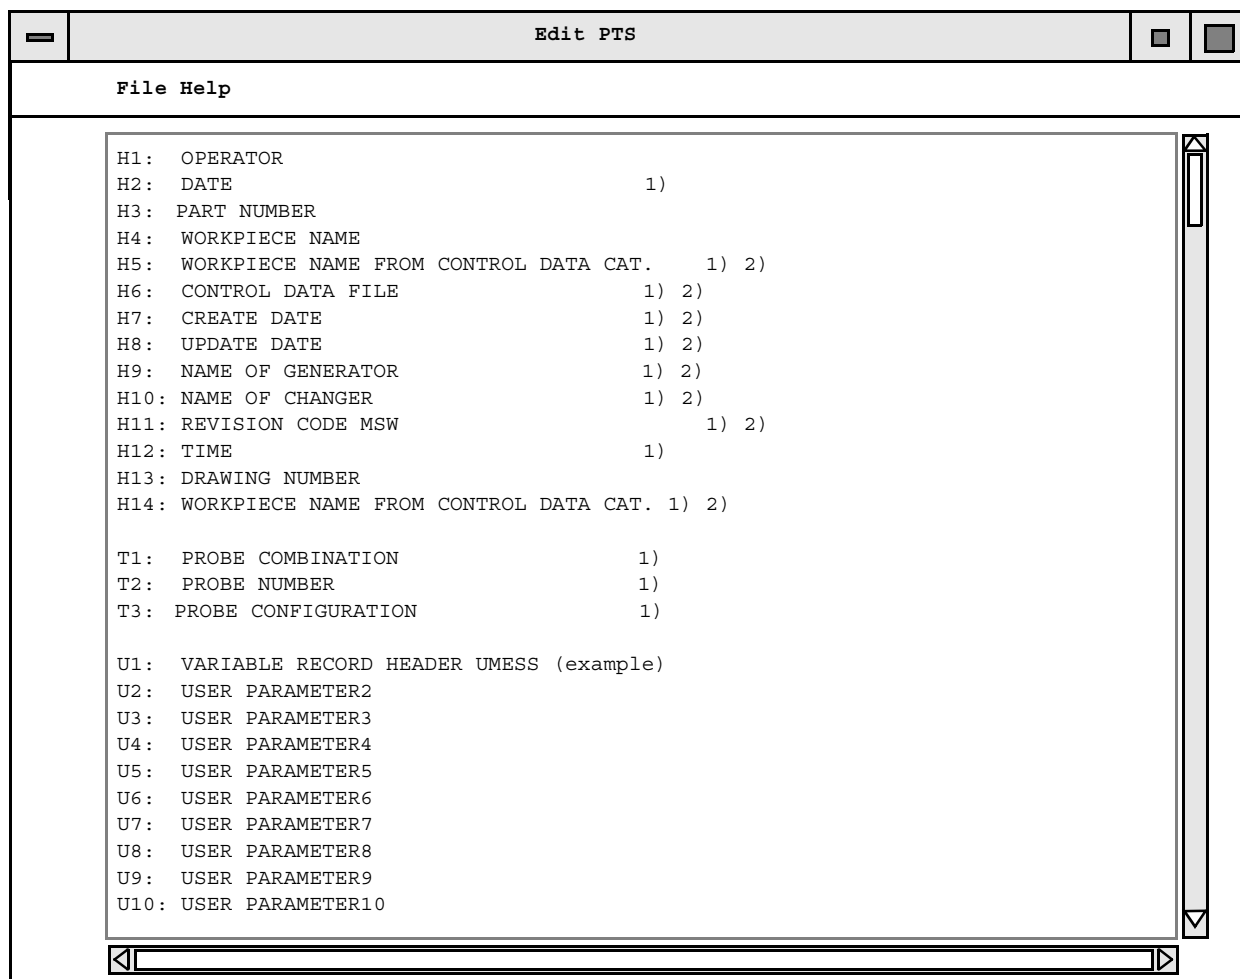 Edit PTS
File Help
H1: OPERATOR
H2: DATE 1)
H3: PART NUMBER
H4: WORKPIECE NAME
H5: WORKPIECE NAME FROM CONTROL DATA CAT. 1) 2)
H6: CONTROL DATA FILE 1) 2)
H7: CREATE DATE 1) 2)
H8: UPDATE DATE 1) 2)
H9: NAME OF GENERATOR 1) 2)
H10: NAME OF CHANGER 1) 2)
H11: REVISION CODE MSW 1) 2)
H12: TIME 1)
H13: DRAWING NUMBER
H14: WORKPIECE NAME FROM CONTROL DATA CAT. 1) 2)
T1: PROBE COMBINATION 1)
T2: PROBE NUMBER 1)
T3: PROBE CONFIGURATION 1)
U1: VARIABLE RECORD HEADER UMESS (example)
U2: USER PARAMETER2
U3: USER PARAMETER3
U4: USER PARAMETER4
U5: USER PARAMETER5
U6: USER PARAMETER6
U7: USER PARAMETER7
U8: USER PARAMETER8
U9: USER PARAMETER9
U10: USER PARAMETER10